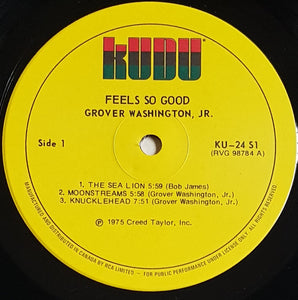 KUDU
FEELS SO GOOD
GROVER WASHINGTON, JR.
Side 1
KU-24 S1
(RVG 98784 A)
1. THE SEA LION 5:59 (Bob James)
2. MOONSTREAMS 5:58 (Grover Washington, Jr.)
3. KNUCKLEHEAD 7:51 (Grover Washington, Jr.)
℗ 1975 Creed Taylor, Inc.
MANUFACTURED AND DISTRIBUTED IN CANADA BY RCA LIMITED - FOR PUBLIC PERFORMANCE UNDER LICENSE ONLY. ALL OTHER